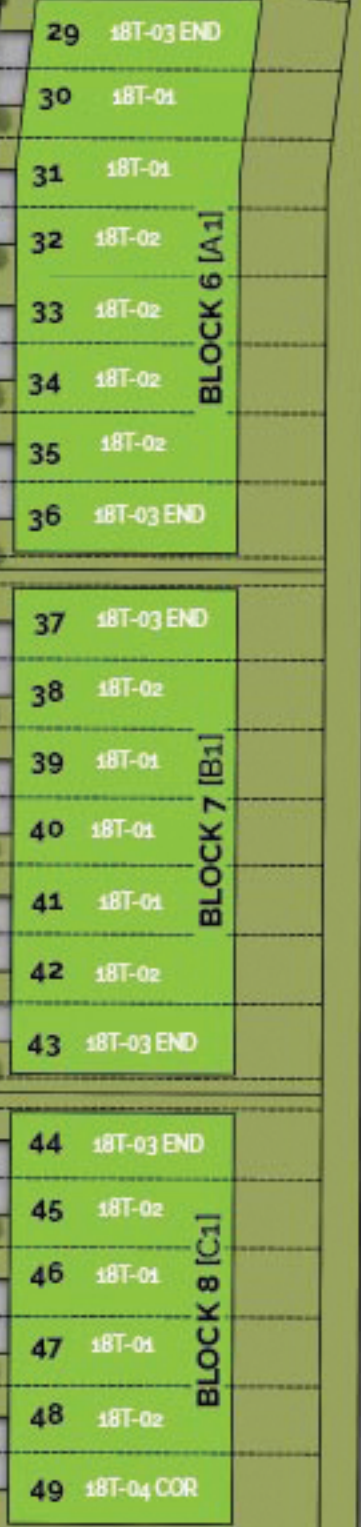 29 18T-03 END
30 18T-01
31 18T-01
32 18T-02
33 18T-02
34 18T-02
35 18T-02
36 18T-03 END
BLOCK 6 [A1]
37 18T-03 END
38 18T-02
39 18T-01
40 18T-01
41 18T-01
42 18T-02
43 18T-03 END
BLOCK 7 [B1]
44 18T-03 END
45 18T-02
46 18T-01
47 18T-01
48 18T-02
49 18T-04 COR
BLOCK 8 [C1]